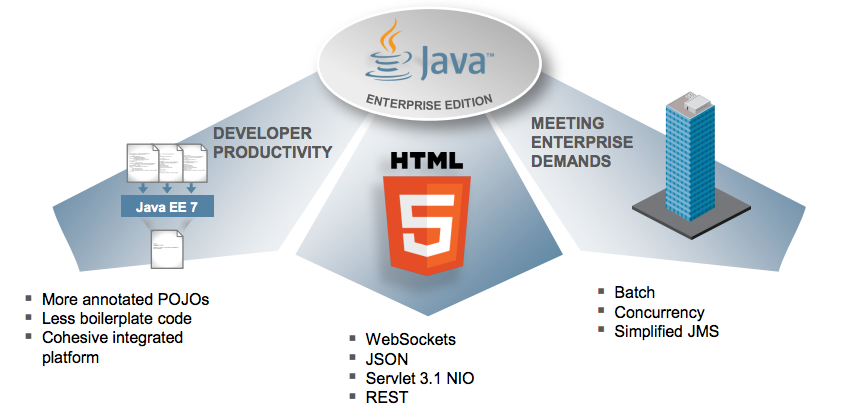 Java™
ENTERPRISE EDITION
DEVELOPER
PRODUCTIVITY
Java EE 7
▪ More annotated POJOs
▪ Less boilerplate code
▪ Cohesive integrated
platform
HTML
5
▪ WebSockets
▪ JSON
▪ Servlet 3.1 NIO
▪ REST
MEETING
ENTERPRISE
DEMANDS
▪ Batch
▪ Concurrency
▪ Simplified JMS